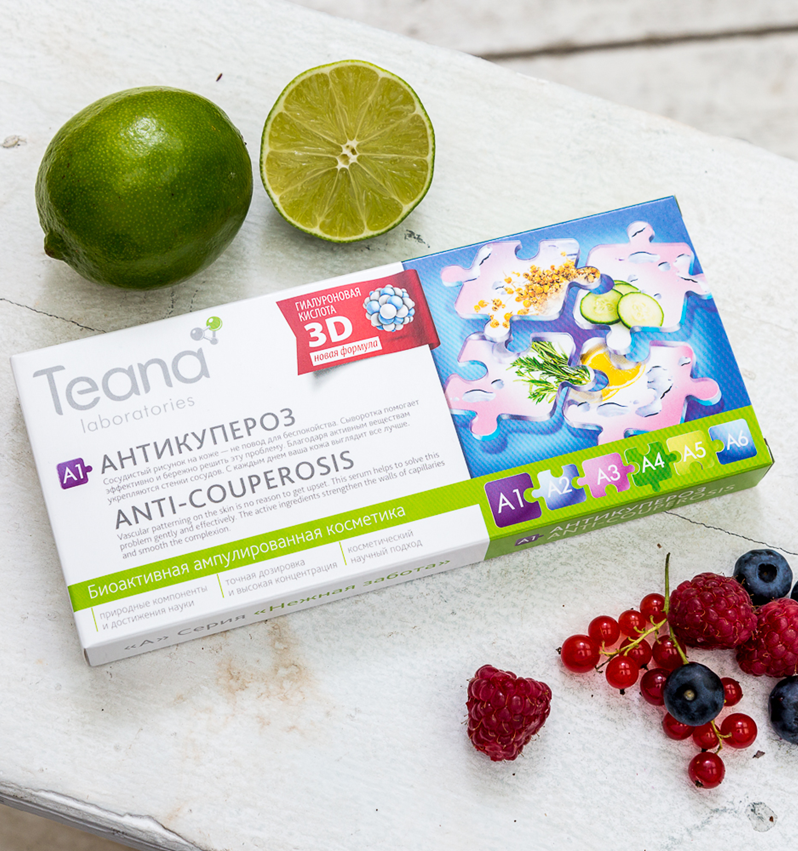 Teana
laboratories
ГИАЛУРОНОВАЯ
КИСЛОТА
3D
новая формула
A1
АНТИКУПЕРОЗ
Сосудистый рисунок на коже — не повод для беспокойства. Сыворотка помогает
эффективно и бережно решить эту проблему. Благодаря активным веществам
укрепляются стенки сосудов. С каждым днем ваша кожа выглядит все лучше.
ANTI-COUPEROSIS
Vascular patterning on the skin is no reason to get upset. This serum helps to solve this
problem gently and effectively. The active ingredients strengthen the walls of capillaries
and smooth the complexion.
Биоактивная ампулированная косметика
природные компоненты
и достижения науки
точная дозировка
и высокая концентрация
косметический
научный подход
A1 A2 A3 A4 A5 A6
«А» Серия «Нежная забота»
A1
АНТИКУПЕРОЗ
ANTI-COUPEROSIS